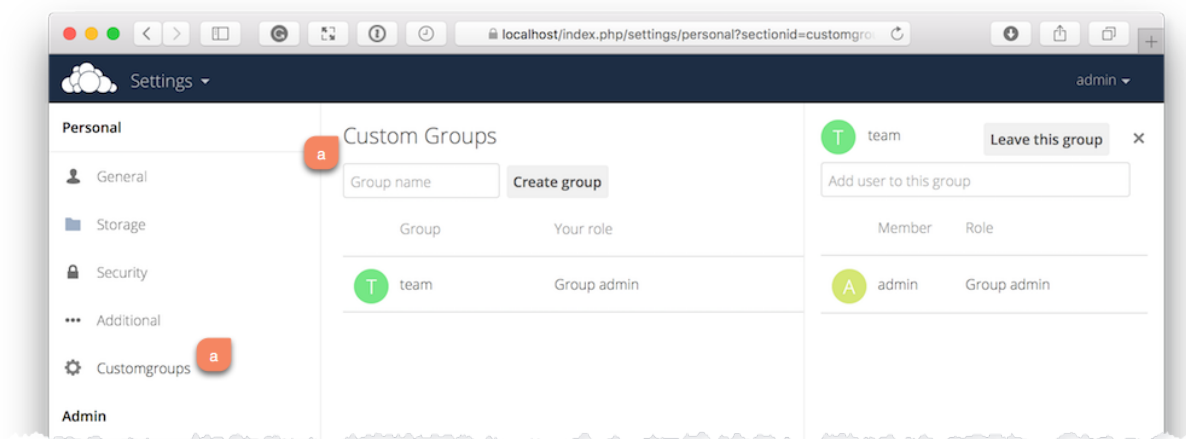 localhost/index.php/settings/personal?sectionid=customgro
Settings
admin
Personal
General
Storage
Security
Additional
Customgroups
a
Admin
a
Custom Groups
Group name
Create group
Group Your role
T team Group admin
T team
Leave this group
Add user to this group
Member Role
A admin Group admin